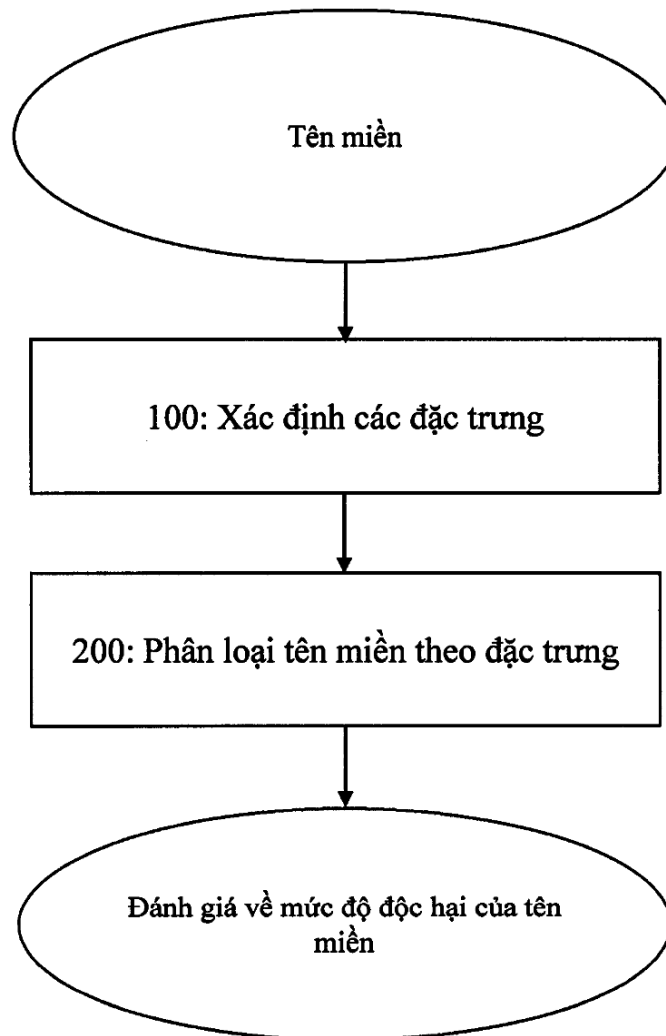 Tên miền
100: Xác định các đặc trưng
200: Phân loại tên miền theo đặc trưng
Đánh giá về mức độ độc hại của tên
miền